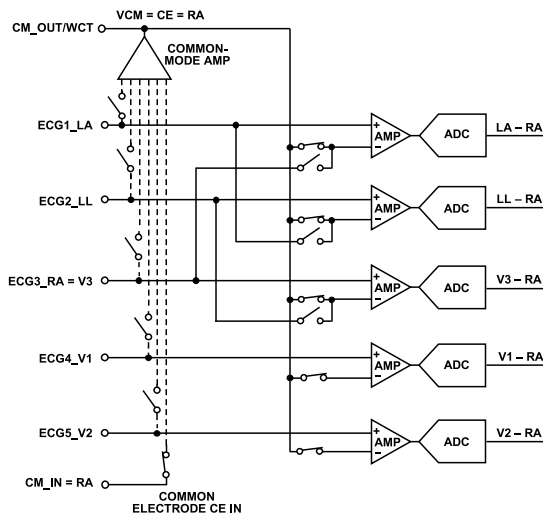 VCM = CE = RA
CM_OUT/WCT
COMMON-
MODE AMP
ECG1_LA
+
AMP
–
ADC
LA – RA
ECG2_LL
+
AMP
–
ADC
LL – RA
ECG3_RA = V3
+
AMP
–
ADC
V3 – RA
ECG4_V1
+
AMP
–
ADC
V1 – RA
ECG5_V2
+
AMP
–
ADC
V2 – RA
CM_IN = RA
COMMON
ELECTRODE CE IN